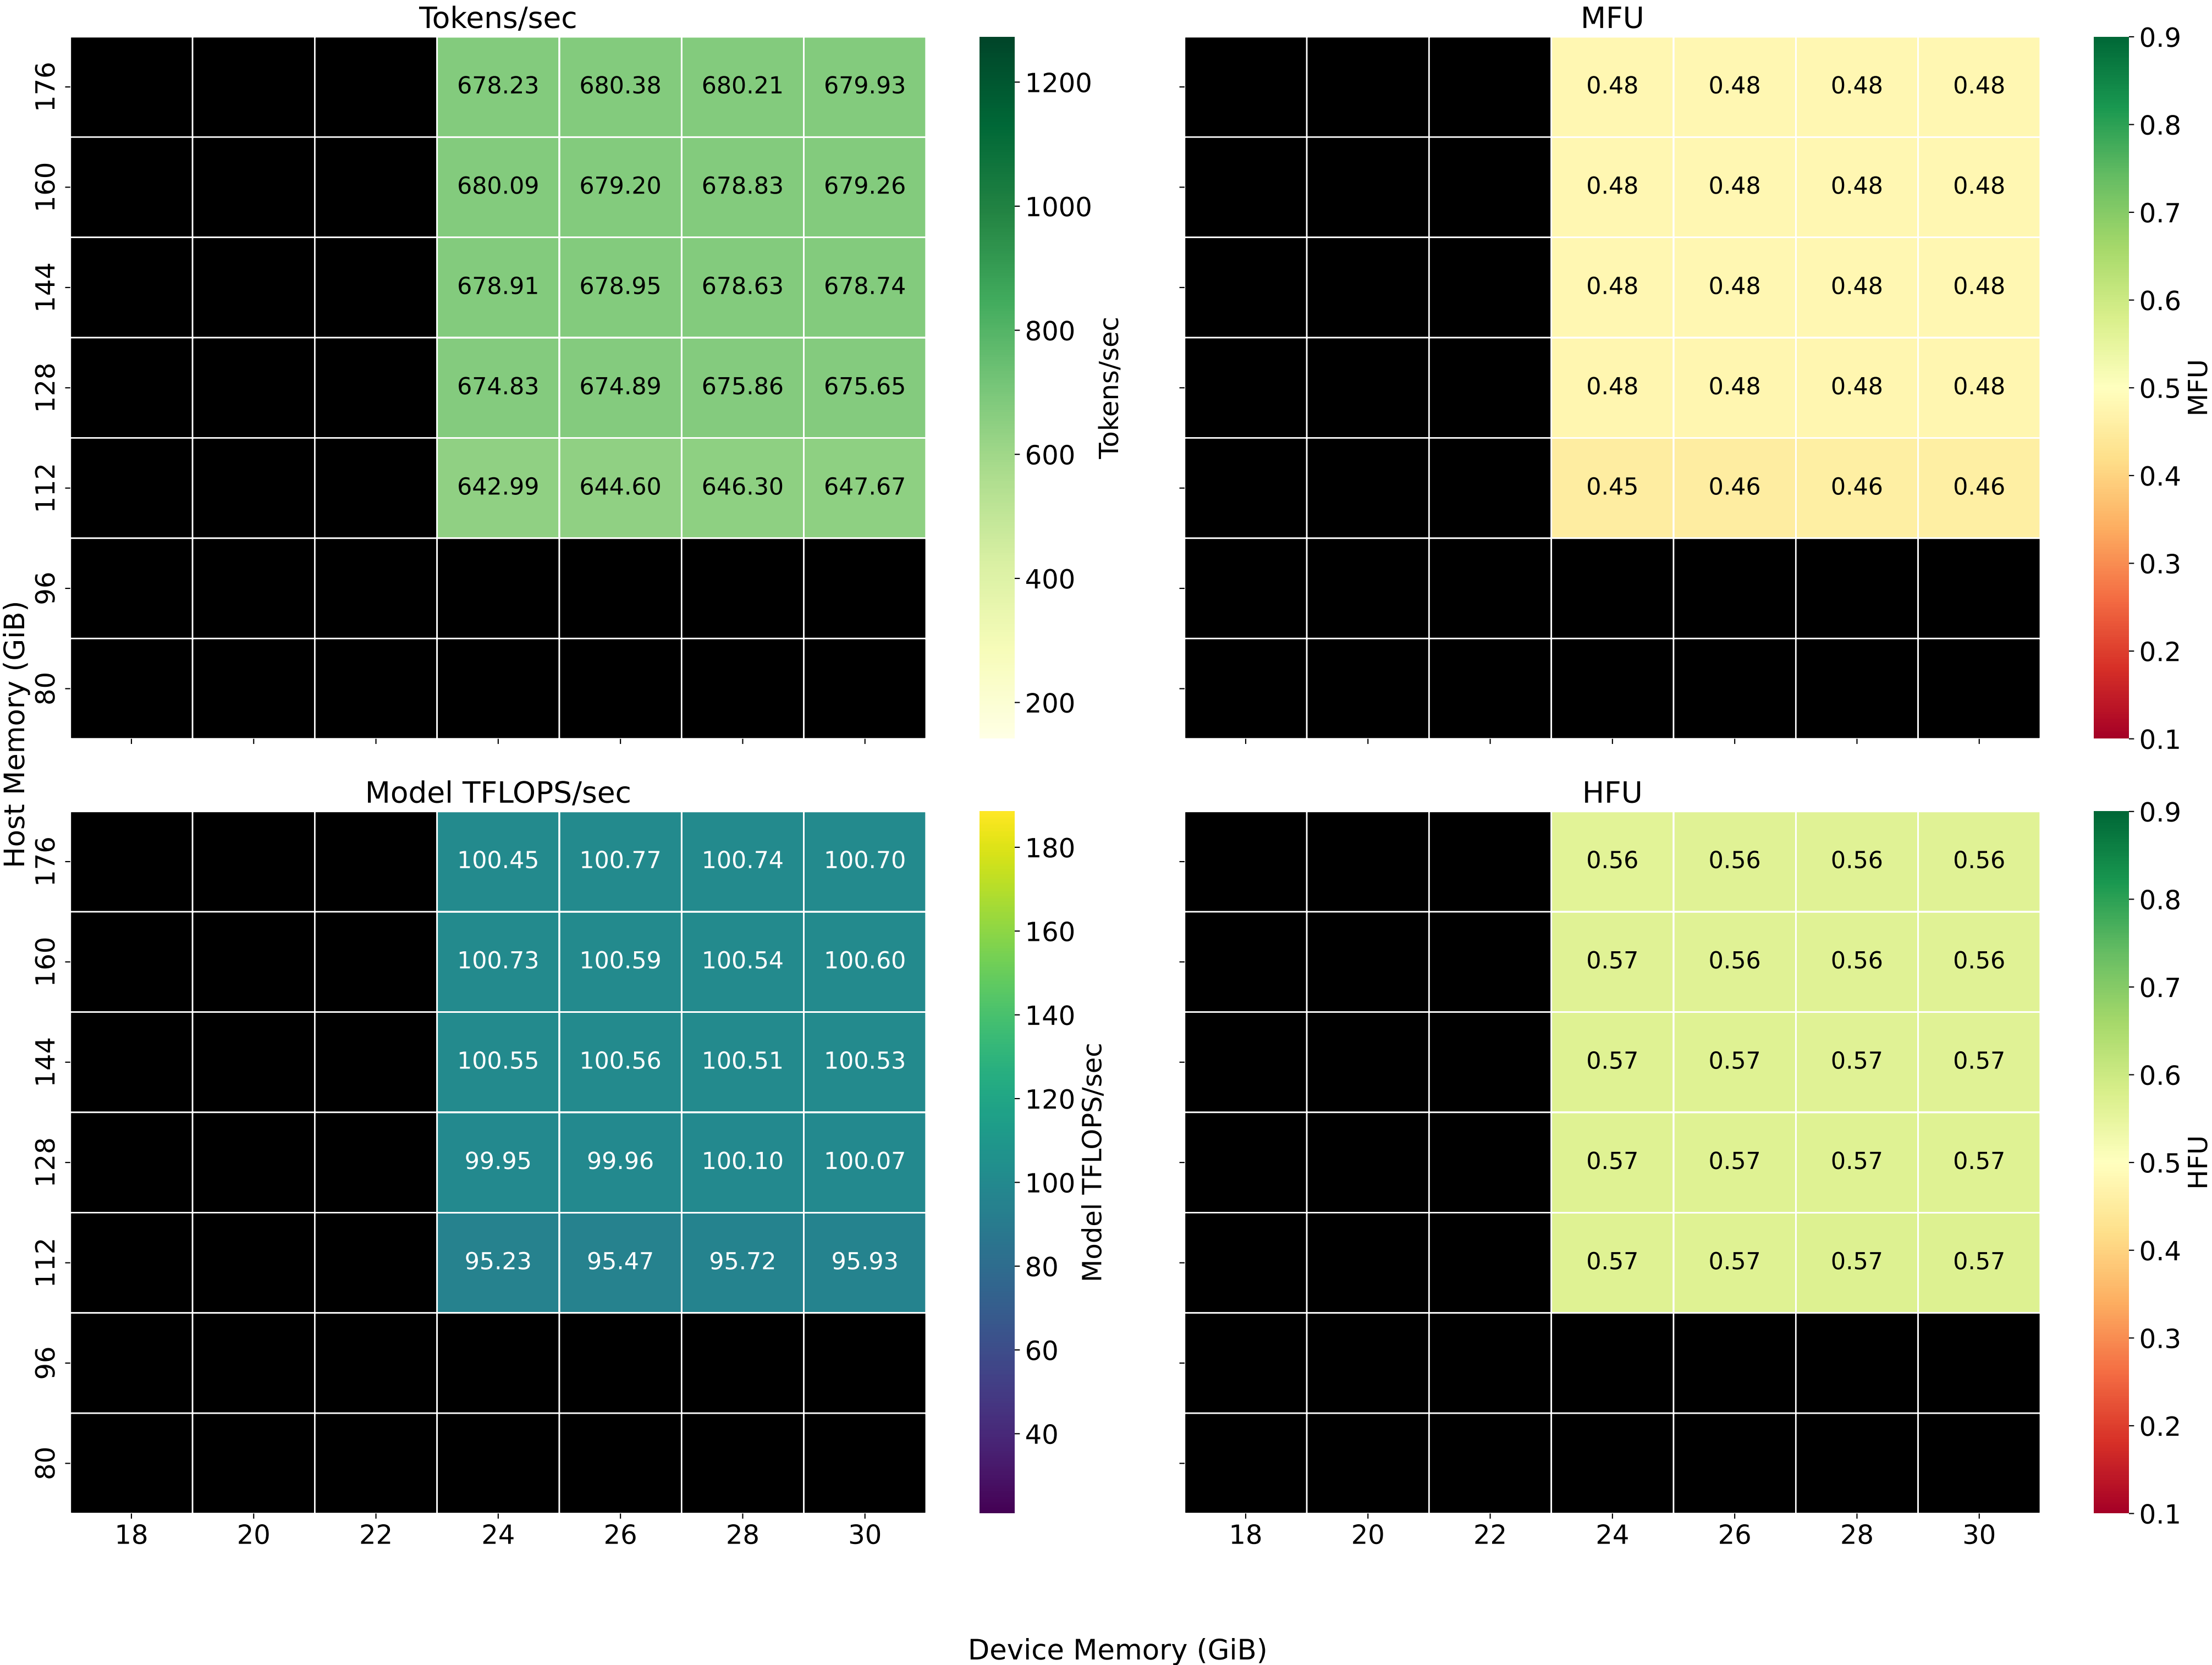 Tokens/sec
176 678.23 680.38 680.21 679.93
160 680.09 679.20 678.83 679.26
144 678.91 678.95 678.63 678.74
128 674.83 674.89 675.86 675.65
112 642.99 644.60 646.30 647.67
96
80
1200
1000
800
600
400
200
Tokens/sec
MFU
0.48 0.48 0.48 0.48
0.48 0.48 0.48 0.48
0.48 0.48 0.48 0.48
0.48 0.48 0.48 0.48
0.45 0.46 0.46 0.46
0.9
0.8
0.7
0.6
0.5
0.4
0.3
0.2
0.1
MFU
Host Memory (GiB)
Model TFLOPS/sec
176 100.45 100.77 100.74 100.70
160 100.73 100.59 100.54 100.60
144 100.55 100.56 100.51 100.53
128 99.95 99.96 100.10 100.07
112 95.23 95.47 95.72 95.93
96
80
18 20 22 24 26 28 30
180
160
140
120
100
80
60
40
Model TFLOPS/sec
HFU
0.56 0.56 0.56 0.56
0.57 0.56 0.56 0.56
0.57 0.57 0.57 0.57
0.57 0.57 0.57 0.57
0.57 0.57 0.57 0.57
18 20 22 24 26 28 30
0.9
0.8
0.7
0.6
0.5
0.4
0.3
0.2
0.1
HFU
Device Memory (GiB)